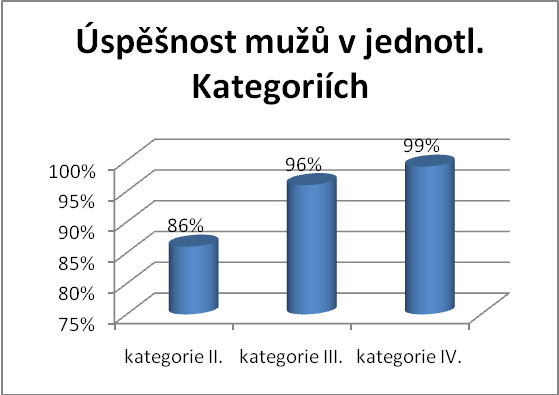 Úspěšnost mužů v jednotl.
Kategoriích
100%
95%
90%
85%
80%
75%
86%
96%
99%
kategorie II.
kategorie III.
kategorie IV.